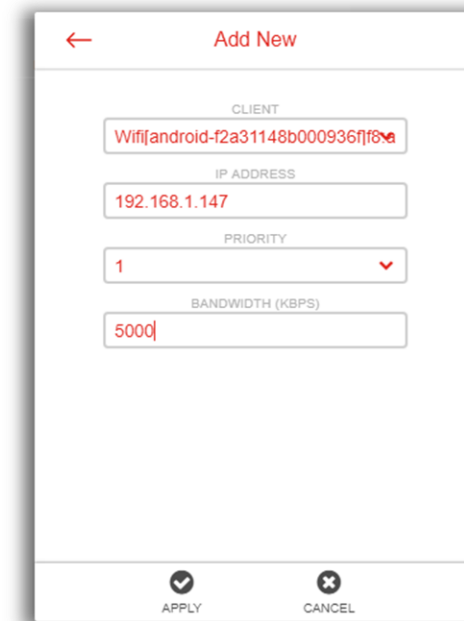 Add New
CLIENT
Wifi[android-f2a31148b000936f]f8:a
IP ADDRESS
192.168.1.147
PRIORITY
1
BANDWIDTH (KBPS)
5000
APPLY CANCEL